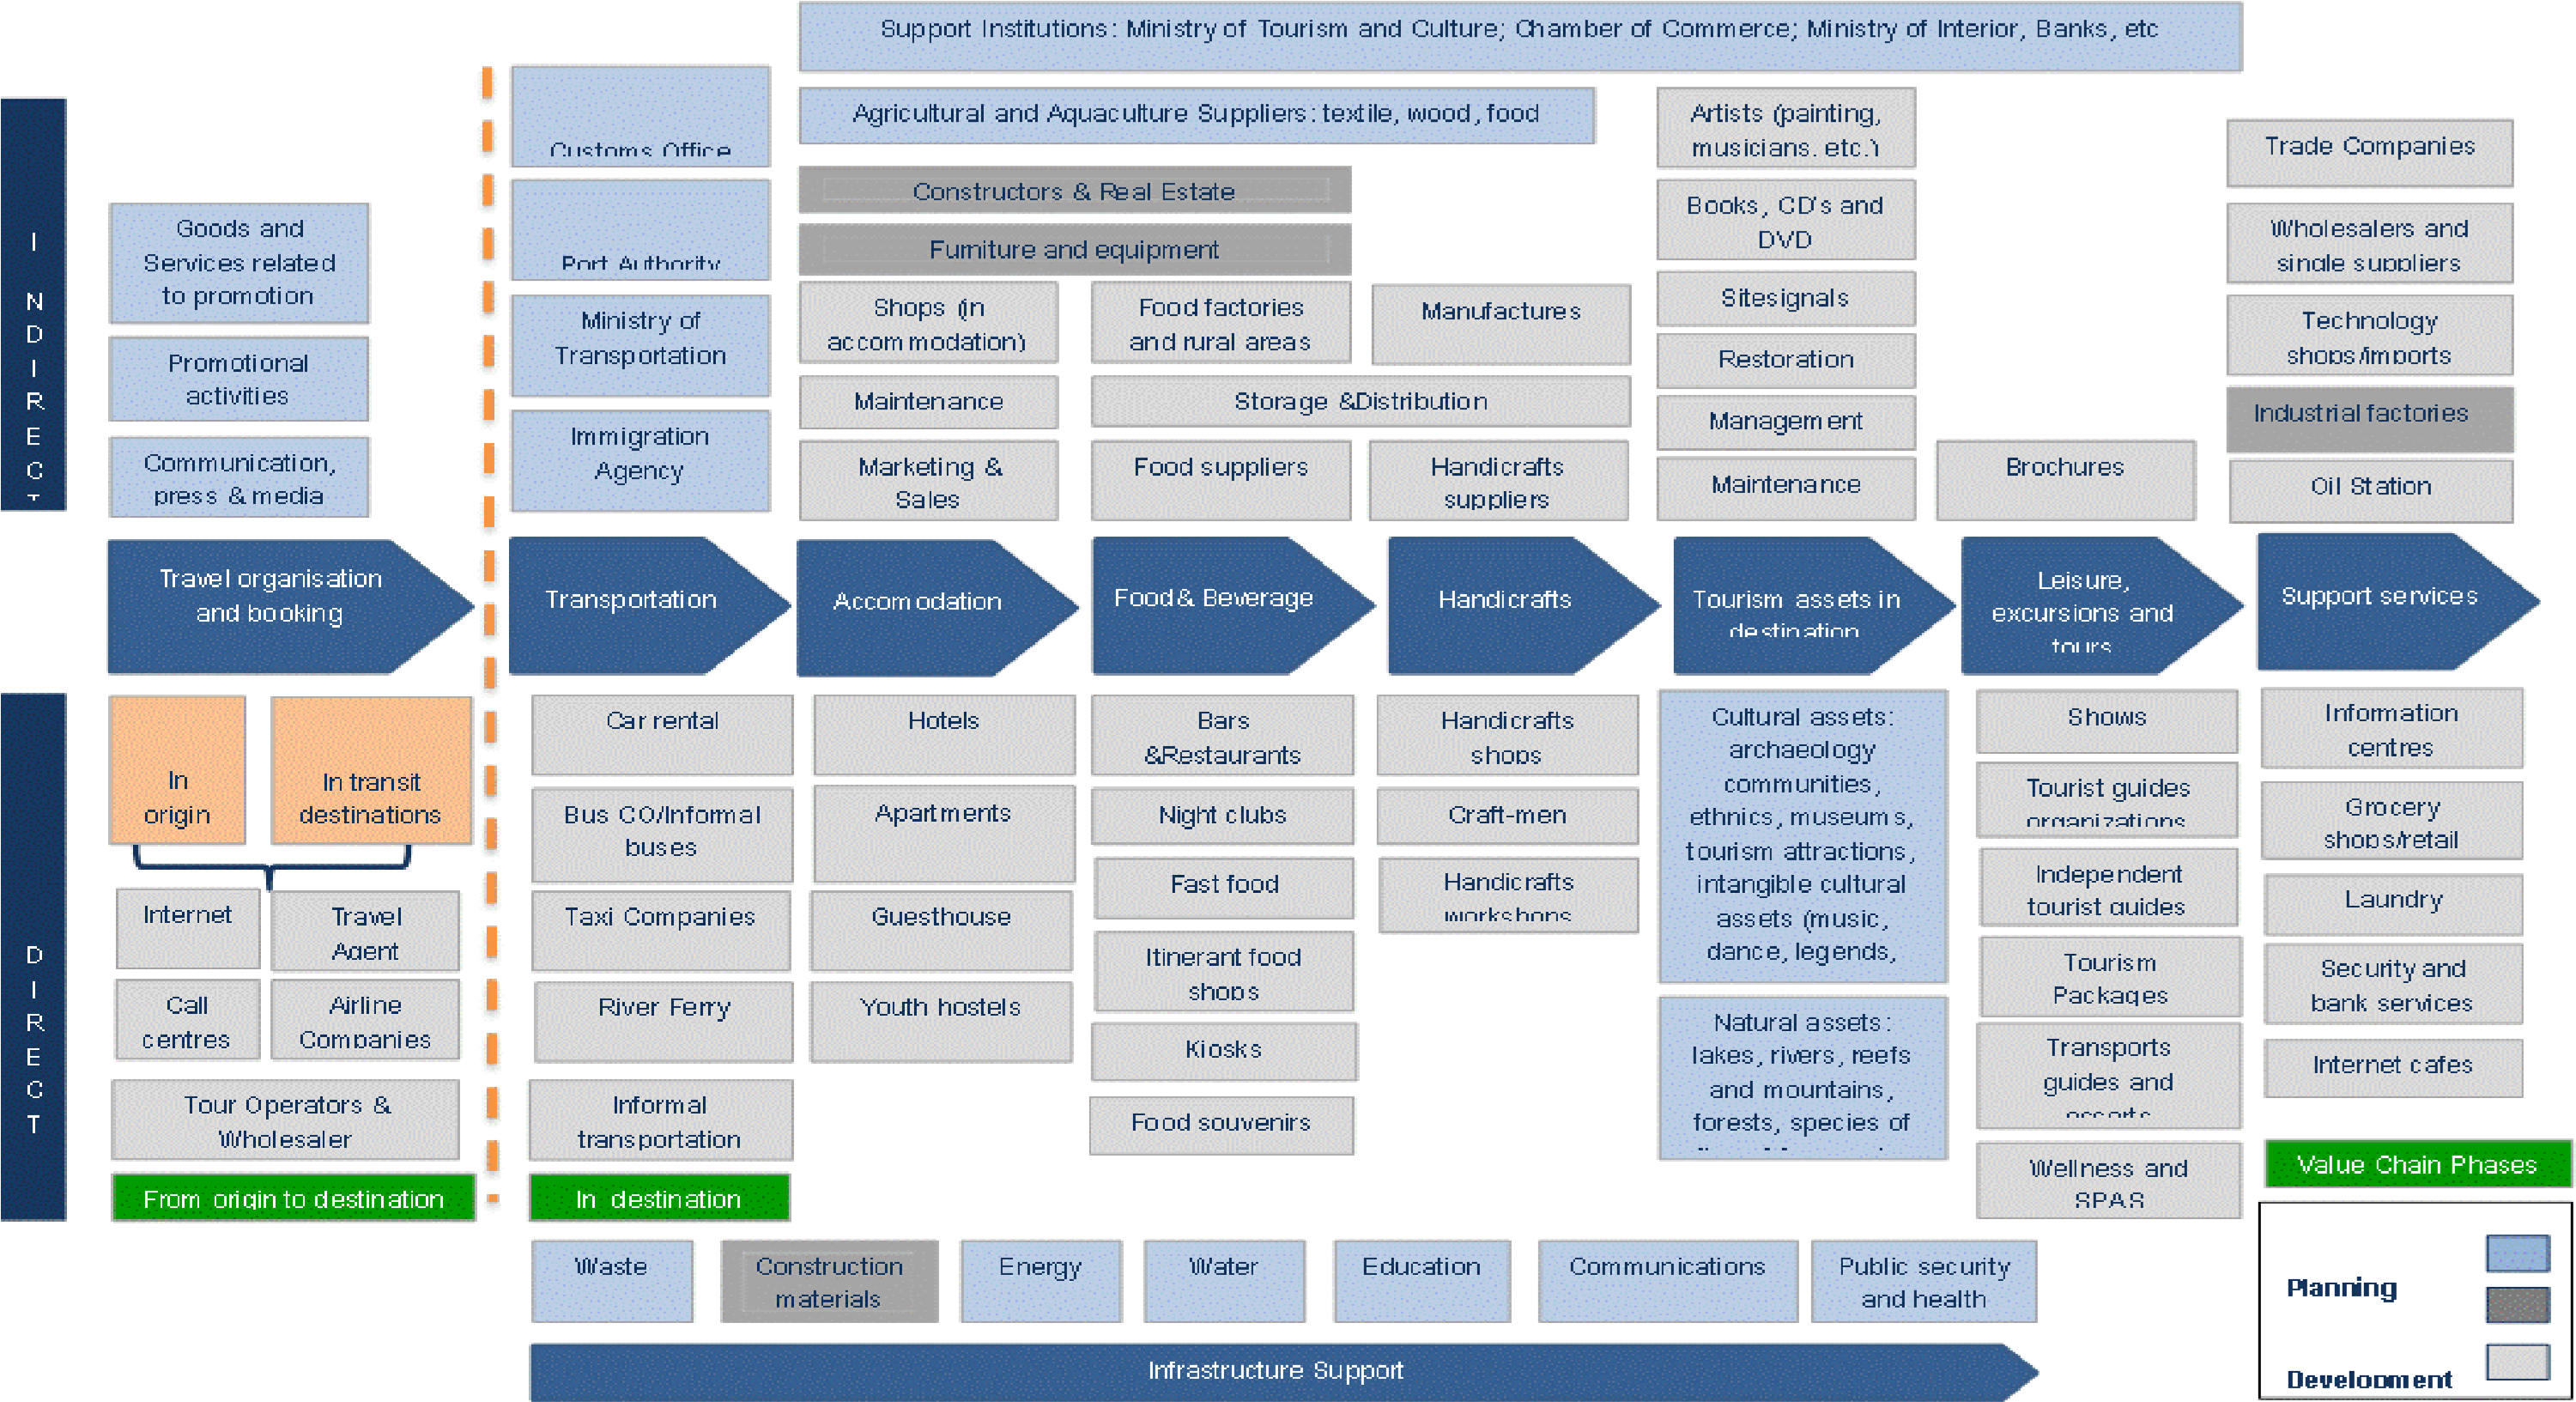 Support Institutions: Ministry of Tourism and Culture; Chamber of Commerce; Ministry of Interior, Banks, etc
Agricultural and Aquaculture Suppliers: textile, wood, food
Constructors & Real Estate
Furniture and equipment
I
N
D
I
R
E
C
T
Goods and
Services related
to promotion
Promotional
activities
Communication,
press & media
Customs Office
Port Authority
Ministry of
Transportation
Immigration
Agency
Shops (in
accommodation)
Maintenance
Marketing &
Sales
Food factories
and rural areas
Manufactures
Storage &Distribution
Food suppliers
Handicrafts
suppliers
Artists (painting,
musicians, etc.)
Books, CD's and
DVD
Sitesignals
Restoration
Management
Maintenance
Brochures
Trade Companies
Wholesalers and
single suppliers
Technology
shops/imports
Industrial factories
Oil Station
Travel organisation
and booking
Transportation
Accomodation
Food & Beverage
Handicrafts
Tourism assets in
destination
Leisure,
excursions and
tours
Support services
D
I
R
E
C
T
In
origin
In transit
destinations
Internet
Travel
Agent
Call
centres
Airline
Companies
Tour Operators &
Wholesaler
From origin to destination
Car rental
Bus CO/Informal
buses
Taxi Companies
River Ferry
Informal
transportation
In destination
Hotels
Apartments
Guesthouse
Youth hostels
Bars
&Restaurants
Night clubs
Fast food
Itinerant food
shops
Kiosks
Food souvenirs
Handicrafts
shops
Craft-men
Handicrafts
workshops
Cultural assets:
archaeology
communities,
ethnics, museums,
tourism attractions,
intangible cultural
assets (music,
dance, legends,
Natural assets:
lakes, rivers, reefs
and mountains,
forests, species of
Shows
Tourist guides
organizations
Independent
tourist guides
Tourism
Packages
Transports
guides and
Wellness and
SPAS
Information
centres
Grocery
shops/retail
Laundry
Security and
bank services
Internet cafes
Value Chain Phases
Planning
Development
Waste
Construction
materials
Energy
Water
Education
Communications
Public security
and health
Infrastructure Support